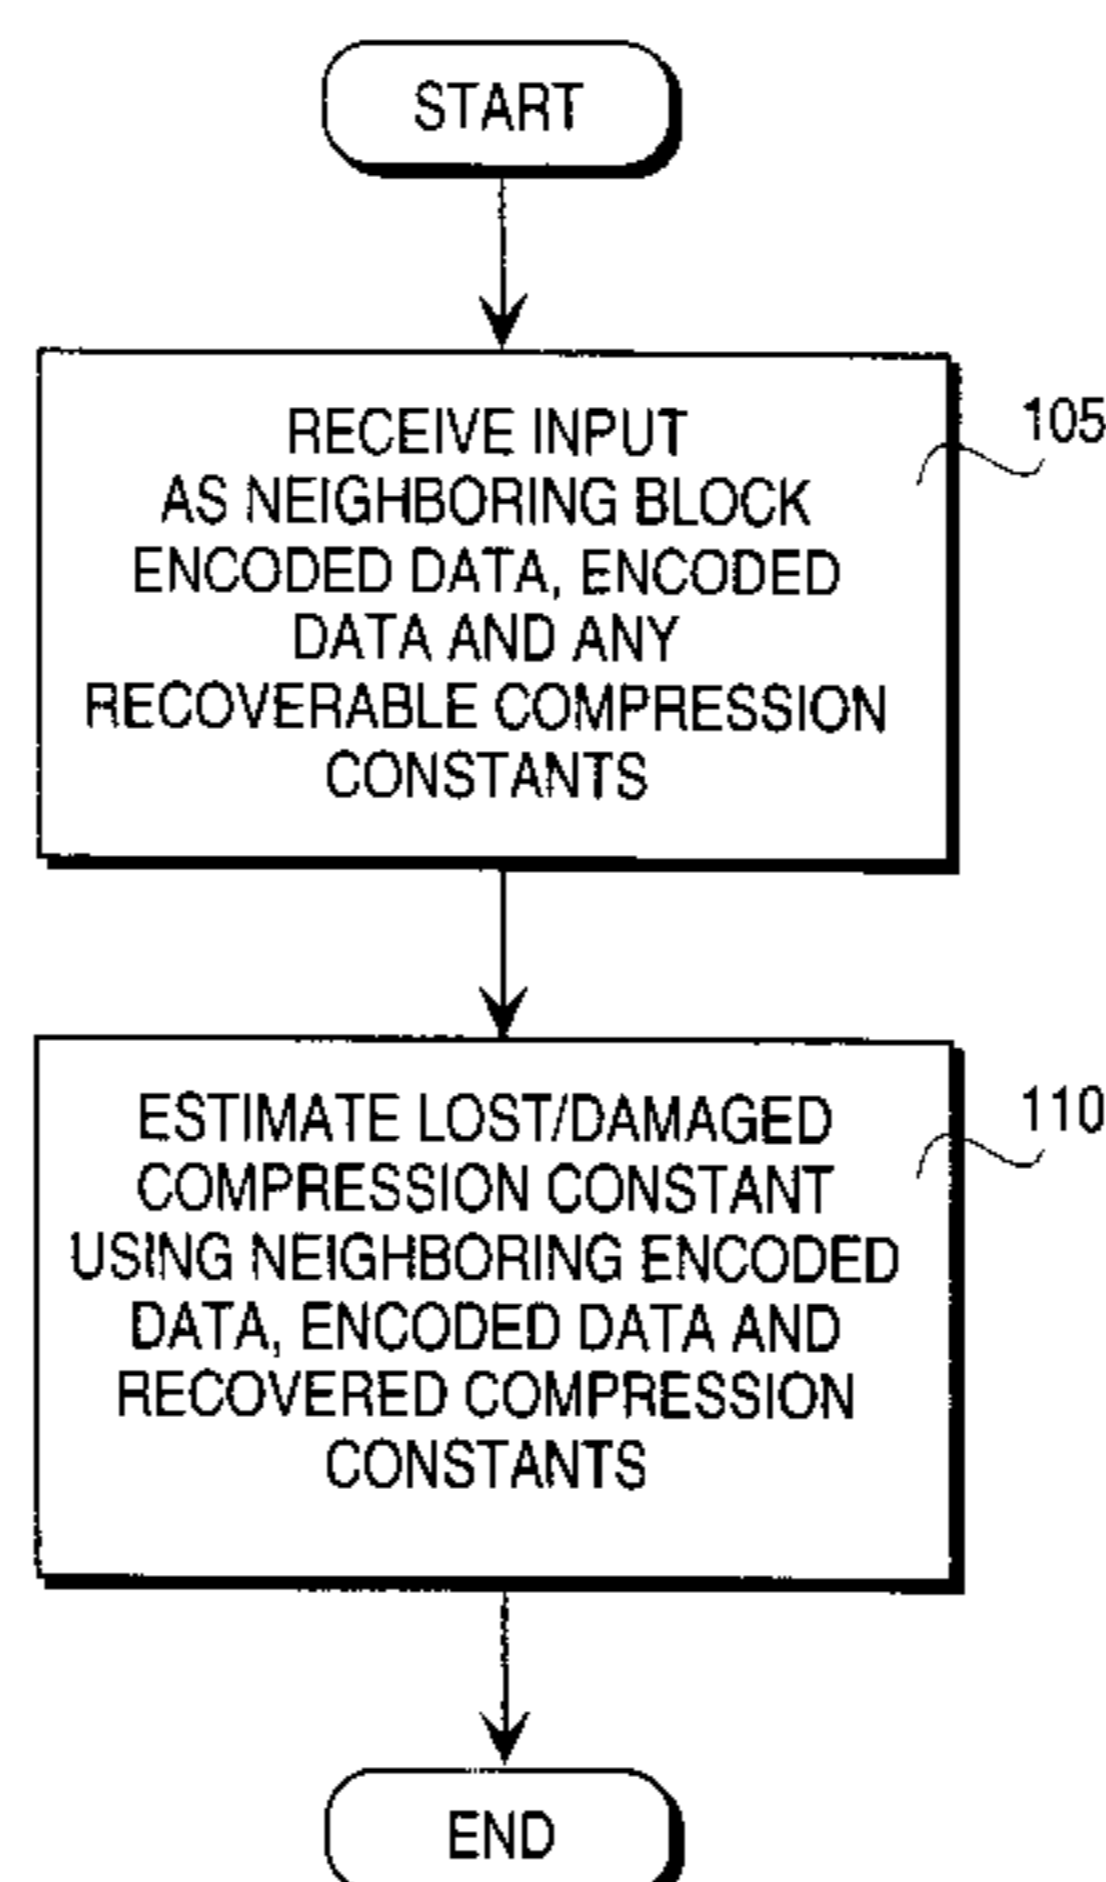 START
RECEIVE INPUT
AS NEIGHBORING BLOCK
ENCODED DATA, ENCODED
DATA AND ANY
RECOVERABLE COMPRESSION
CONSTANTS
105
ESTIMATE LOST/DAMAGED
COMPRESSION CONSTANT
USING NEIGHBORING ENCODED
DATA, ENCODED DATA AND
RECOVERED COMPRESSION
CONSTANTS
110
END